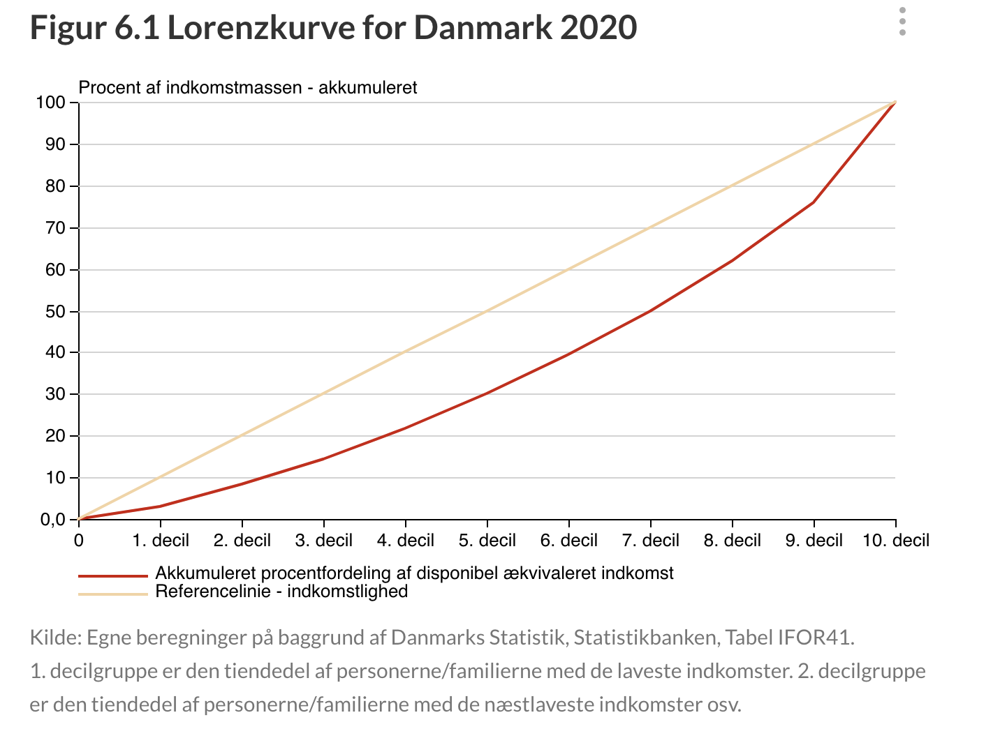 Figur 6.1 Lorenzkurve for Danmark 2020
Procent af indkomstmassen - akkumuleret
100
90
80
70
60
50
40
30
20
10
0,0
0 1. decil 2. decil 3. decil 4. decil 5. decil 6. decil 7. decil 8. decil 9. decil 10. decil
Akkumuleret procentfordeling af disponibel ækvivaleret indkomst
Referencelinie - indkomstlighed
Kilde: Egne beregninger på baggrund af Danmarks Statistik, Statistikbanken, Tabel IFOR41.
1. decilgruppe er den tiendedel af personerne/familierne med de laveste indkomster. 2. decilgruppe
er den tiendedel af personerne/familierne med de næstlaveste indkomster osv.